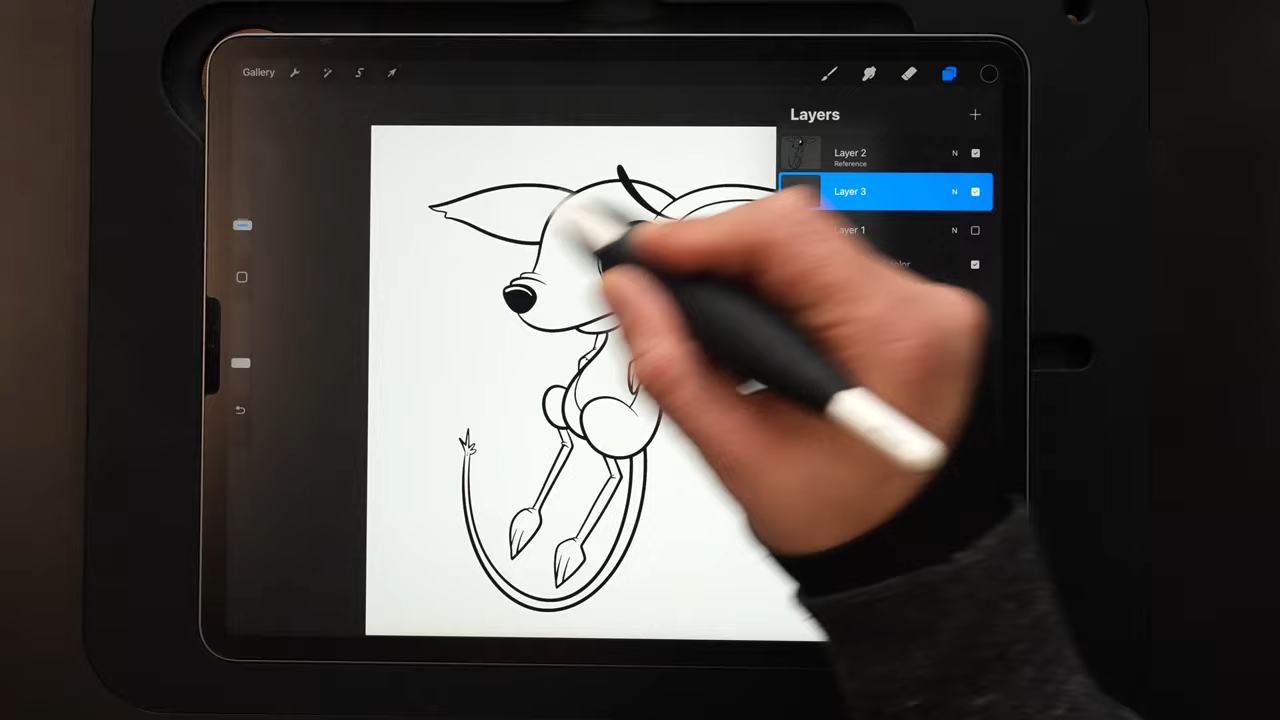 Gallery
Layers
Layer 2
N
Reference
Layer 3
N
Layer 1
N